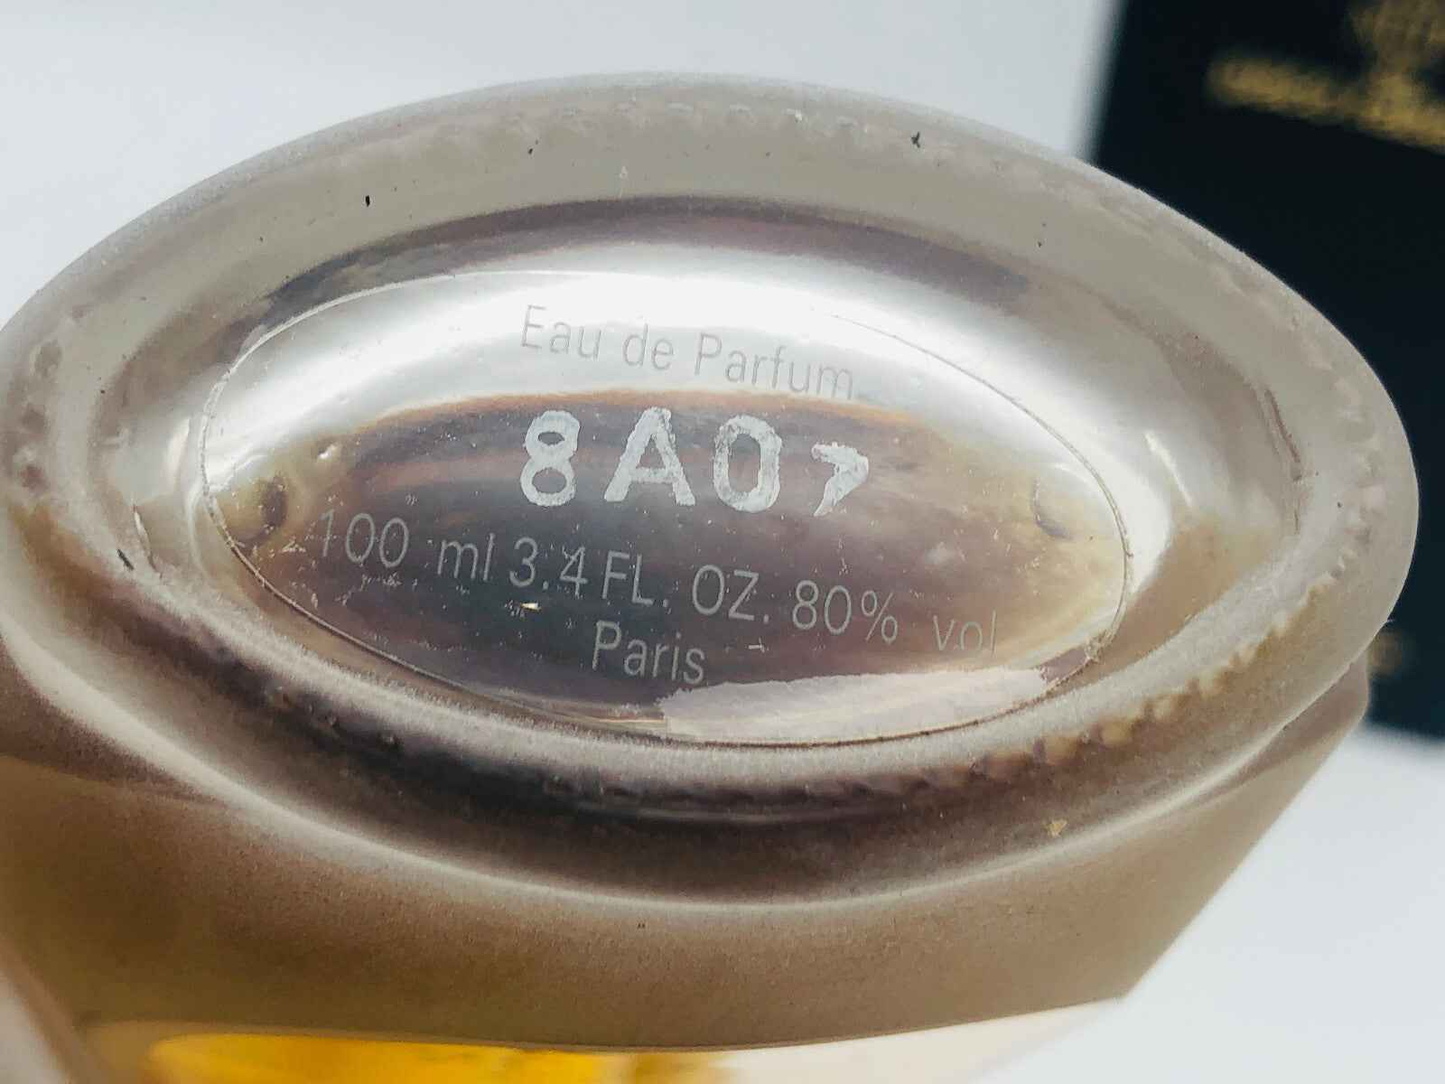 Eau de Parfum
8A07
100 ml 3.4 FL. OZ. 80% vol
Paris